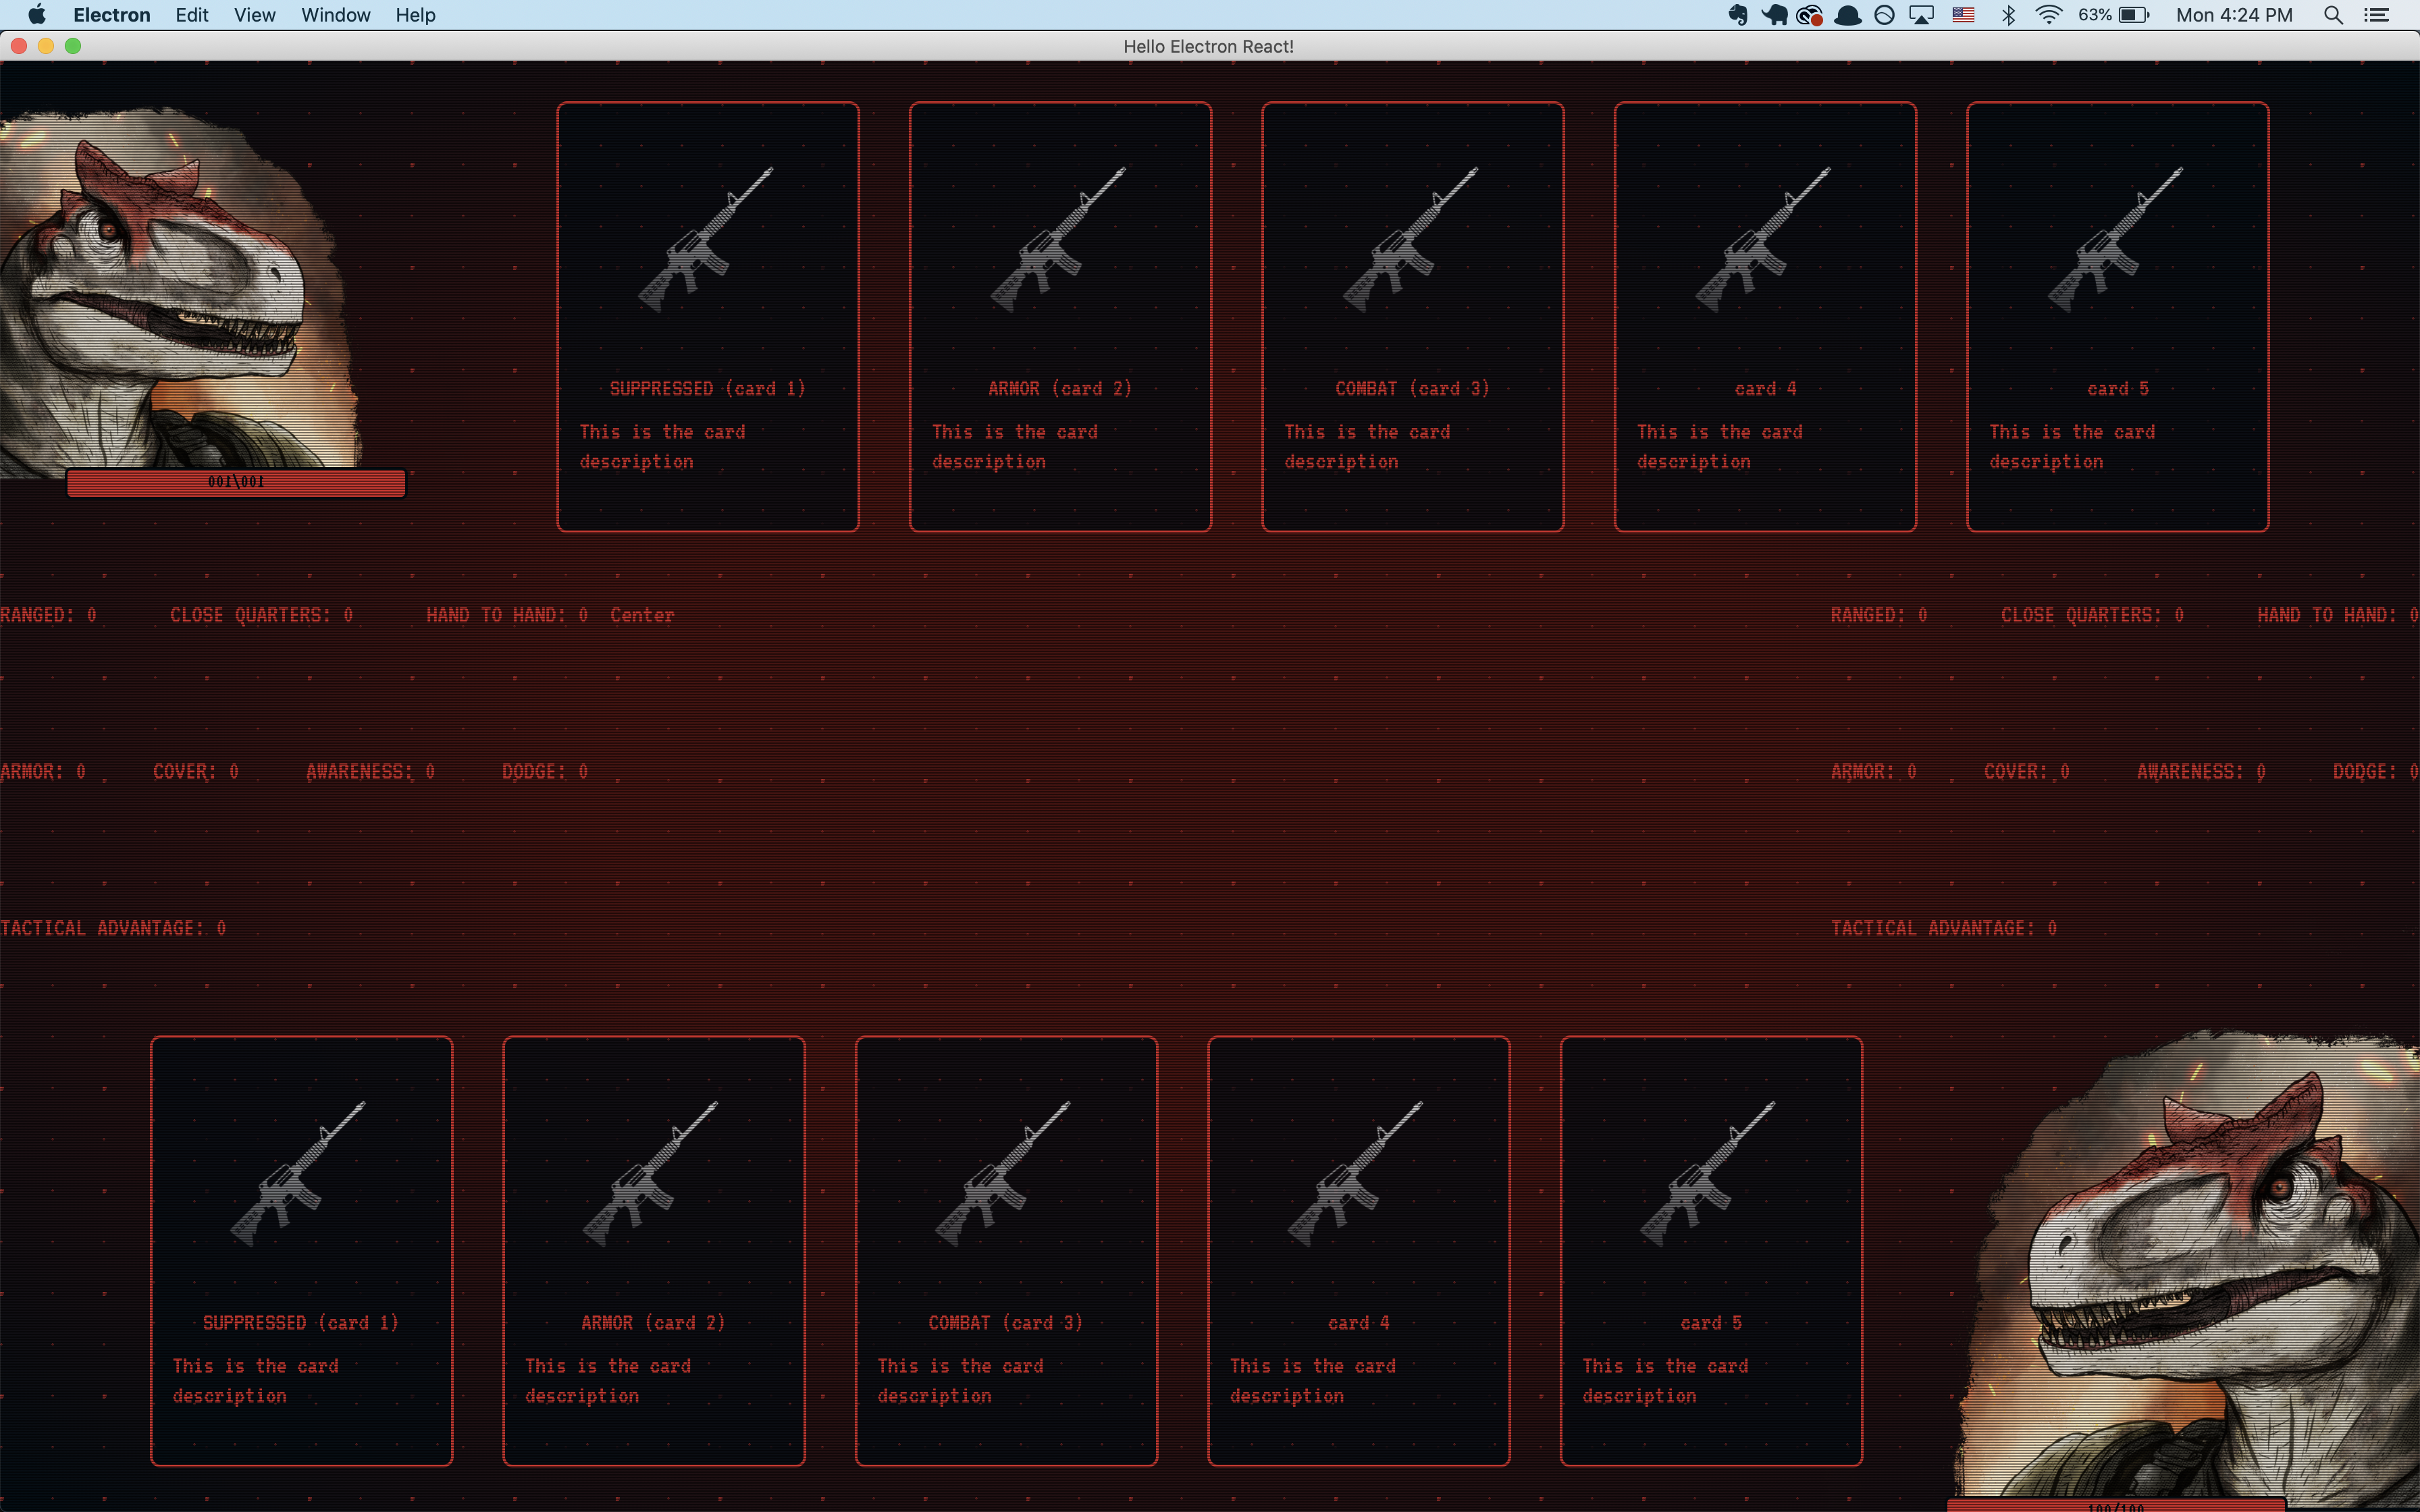 Electron Edit View Window Help 63% Mon 4:24 PM
Hello Electron React!
100/100
SUPPRESSED (card 1)
This is the card
description
ARMOR (card 2)
This is the card
description
COMBAT (card 3)
This is the card
description
card 4
This is the card
description
card 5
This is the card
description
RANGED: 0 CLOSE QUARTERS: 0 HAND TO HAND: 0 Center RANGED: 0 CLOSE QUARTERS: 0 HAND TO HAND: 0
ARMOR: 0 COVER: 0 AWARENESS: 0 DODGE: 0 ARMOR: 0 COVER: 0 AWARENESS: 0 DODGE: 0
TACTICAL ADVANTAGE: 0 TACTICAL ADVANTAGE: 0
SUPPRESSED (card 1)
This is the card
description
ARMOR (card 2)
This is the card
description
COMBAT (card 3)
This is the card
description
card 4
This is the card
description
card 5
This is the card
description
100/100